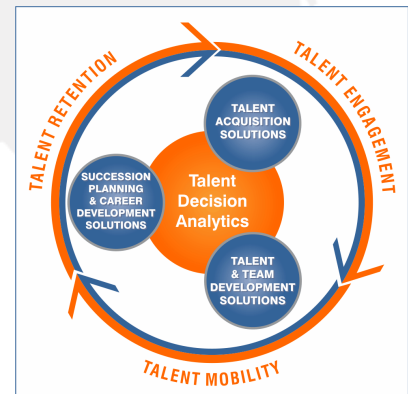 TALENT RETENTION
TALENT ENGAGEMENT
TALENT
ACQUISITION
SOLUTIONS
SUCCESSION
PLANNING
& CAREER
DEVELOPMENT
SOLUTIONS
Talent
Decision
Analytics
TALENT
& TEAM
DEVELOPMENT
SOLUTIONS
TALENT MOBILITY